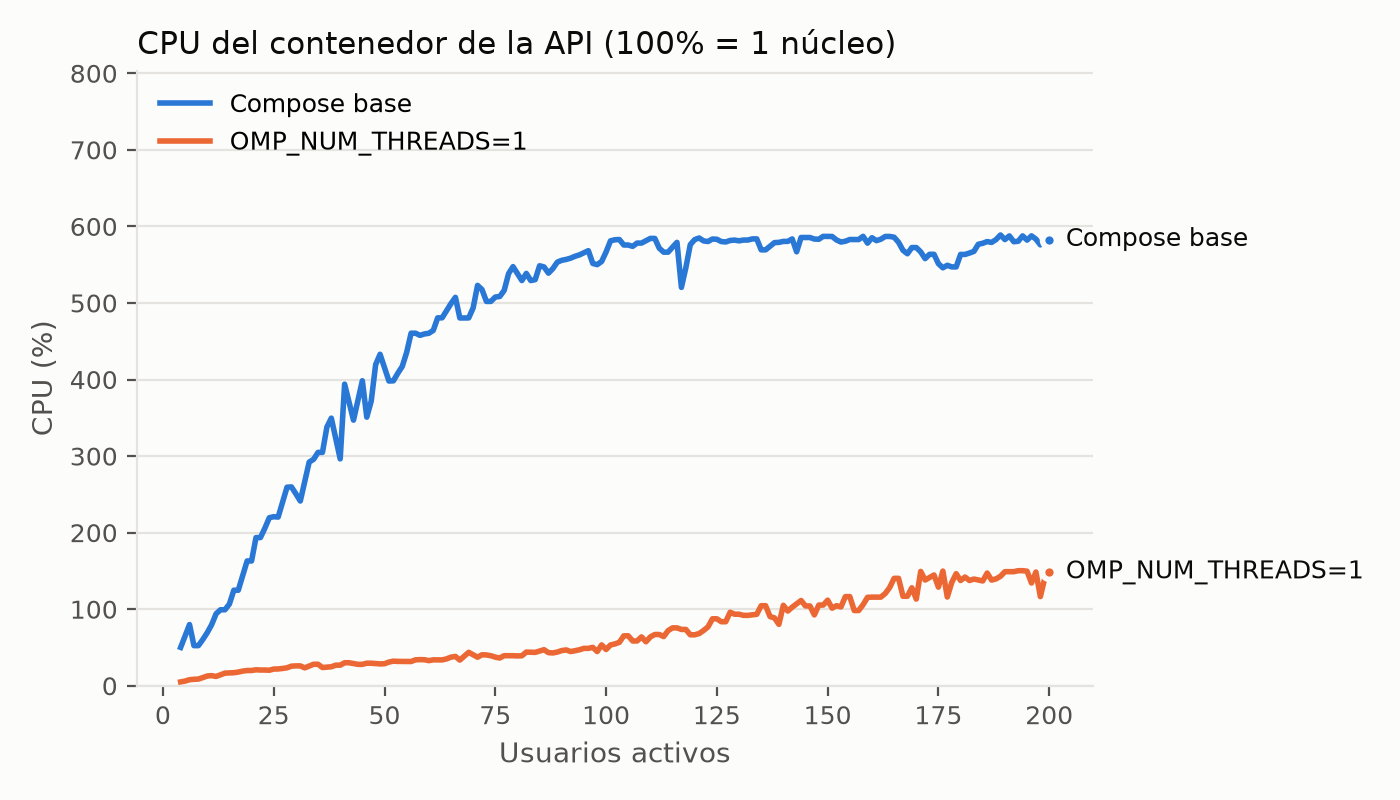 CPU del contenedor de la API (100% = 1 núcleo)
800
700
600
500
400
300
200
100
0
CPU (%)
Compose base
OMP_NUM_THREADS=1
Compose base
OMP_NUM_THREADS=1
0 25 50 75 100 125 150 175 200
Usuarios activos